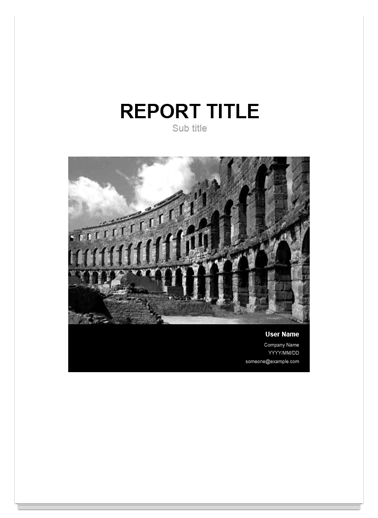 REPORT TITLE
Sub title
User Name
Company Name
YYYY/MM/DD
someone@example.com